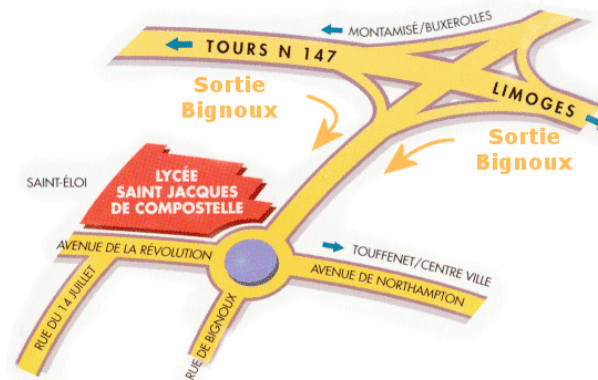 MONTAMISÉ/BUXEROLLES
TOURS N 147
LIMOGES
Sortie
Bignoux
Sortie
Bignoux
SAINT-ÉLOI
LYCÉE
SAINT JACQUES
DE COMPOSTELLE
AVENUE DE LA RÉVOLUTION
TOUFFENET/CENTRE VILLE
AVENUE DE NORTHAMPTON
RUE DU 14 JUILLET
RUE DE BIGNOUX